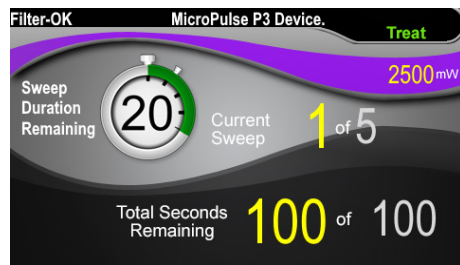 Filter-OK MicroPulse P3 Device. Treat
2500mW
Sweep
Duration
Remaining
20
Current
Sweep
1 of 5
Total Seconds
Remaining
100 of 100